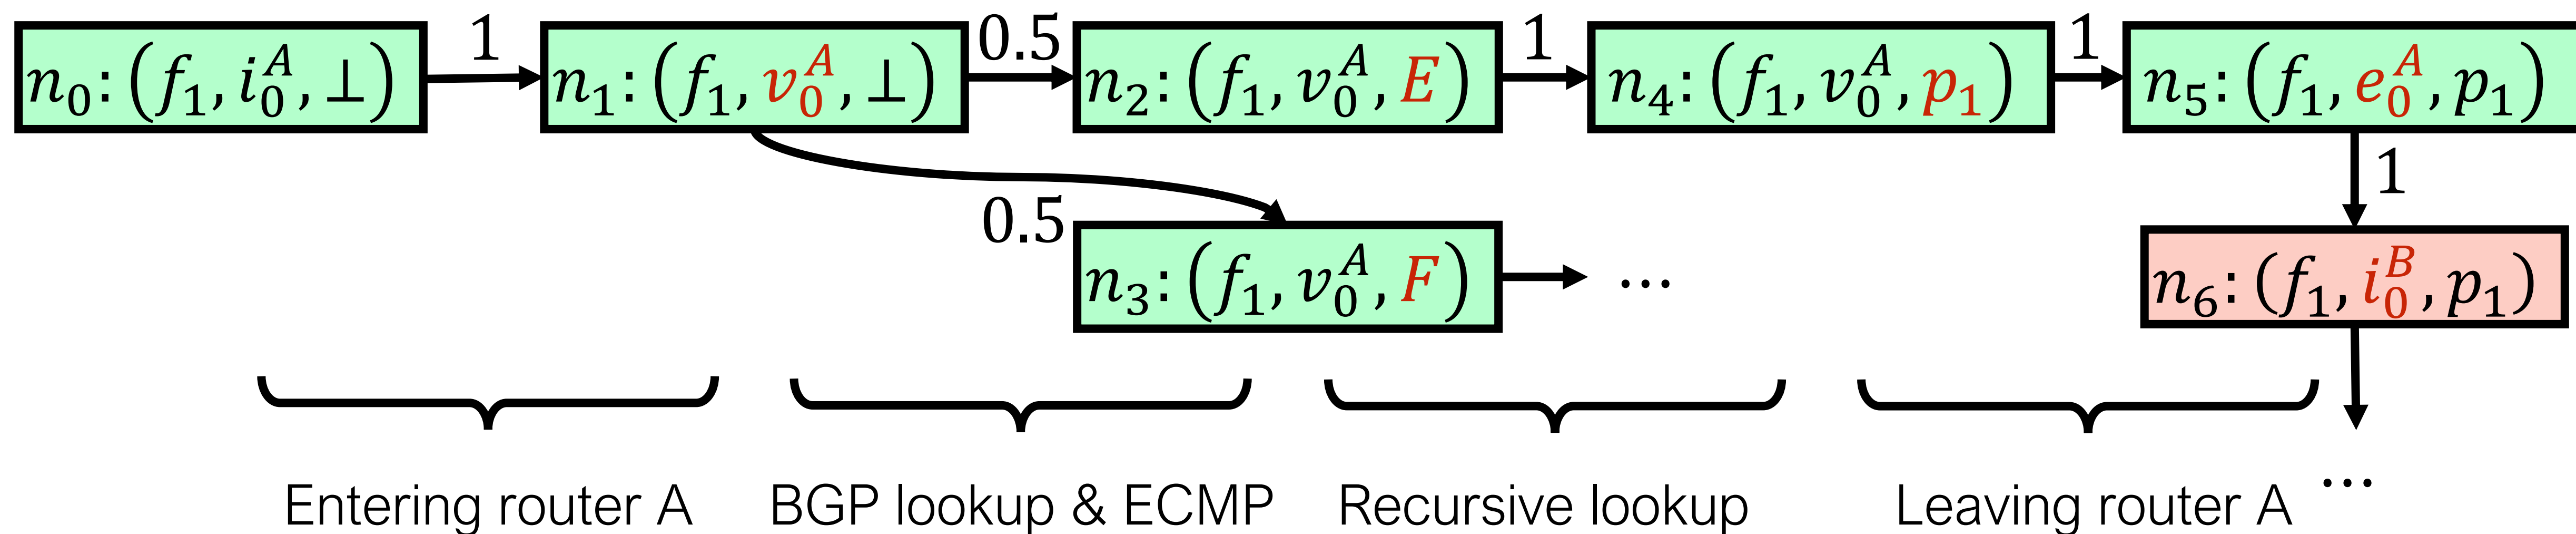 n₀: (f₁, i₀ᴬ, ⊥) 1 n₁: (f₁, v₀ᴬ, ⊥) 0.5 n₂: (f₁, v₀ᴬ, E) 1 n₄: (f₁, v₀ᴬ, p₁) 1 n₅: (f₁, e₀ᴬ, p₁)
1
0.5 n₃: (f₁, v₀ᴬ, F) ... n₆: (f₁, i₀ᴮ, p₁)
...
Entering router A BGP lookup & ECMP Recursive lookup Leaving router A